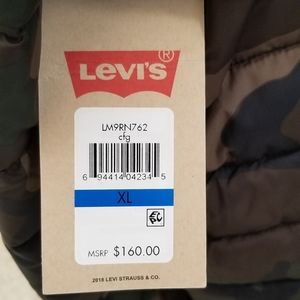 LEVI'S
LM9RN762
cfg
6 94414 04234 5
XL
MSRP $160.00
2018 LEVI STRAUSS & CO.